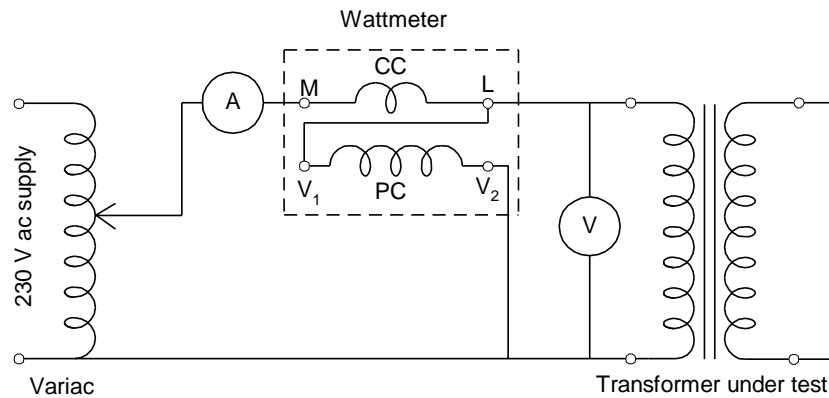 Wattmeter
M
CC
L
A
V₁
PC
V₂
V
230 V ac supply
Variac
Transformer under test